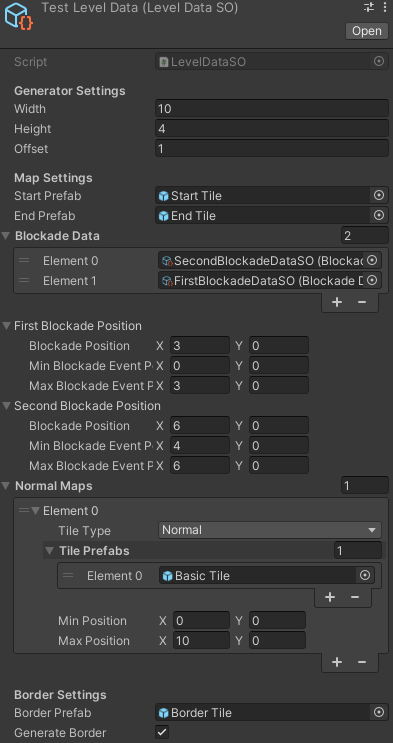 Test Level Data (Level Data SO)
Open
Script LevelDataSO
Generator Settings
Width 10
Height 4
Offset 1
Map Settings
Start Prefab Start Tile
End Prefab End Tile
Blockade Data 2
Element 0 SecondBlockadeDataSO (Blockad
Element 1 FirstBlockadeDataSO (Blockade D
+ −
First Blockade Position
Blockade Position X 3 Y 0
Min Blockade Event P X 0 Y 0
Max Blockade Event P X 3 Y 0
Second Blockade Position
Blockade Position X 6 Y 0
Min Blockade Event P X 4 Y 0
Max Blockade Event P X 6 Y 0
Normal Maps 1
Element 0
Tile Type Normal
Tile Prefabs 1
Element 0 Basic Tile
+ −
Min Position X 0 Y 0
Max Position X 10 Y 0
+ −
Border Settings
Border Prefab Border Tile
Generate Border